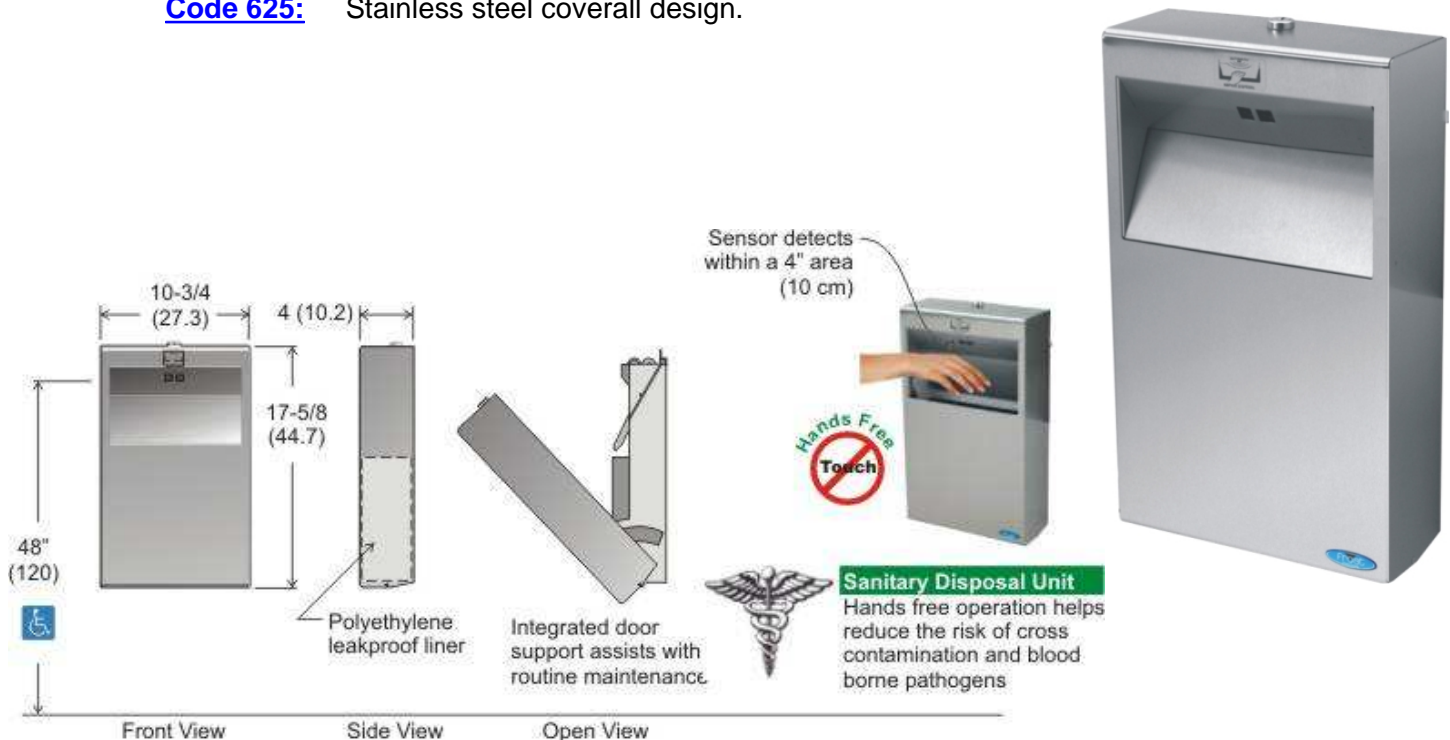 Code 625: Stainless steel coverall design.
Sensor detects
within a 4" area
(10 cm)
10-3/4
(27.3)
4 (10.2)
17-5/8
(44.7)
48"
(120)
Hands Free
Touch
Polyethylene
leakproof liner
Integrated door
support assists with
routine maintenance.
Sanitary Disposal Unit
Hands free operation helps
reduce the risk of cross
contamination and blood
borne pathogens
Front View
Side View
Open View
frost